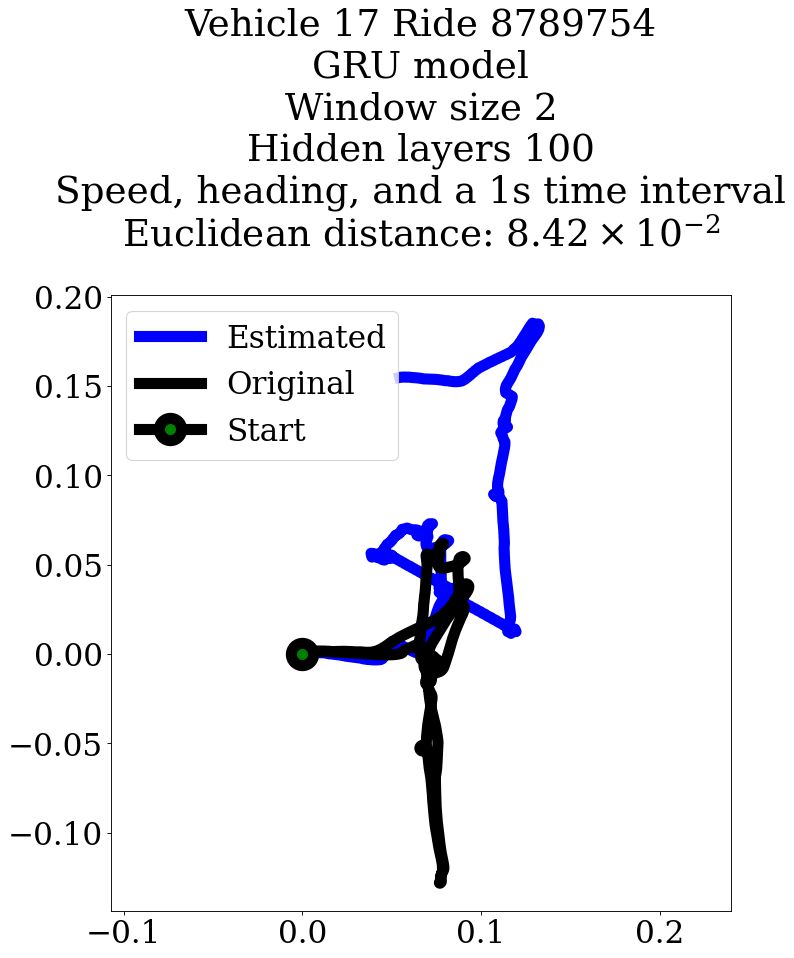 Vehicle 17 Ride 8789754
GRU model
Window size 2
Hidden layers 100
Speed, heading, and a 1s time interval
Euclidean distance: 8.42 × 10⁻²
Estimated
Original
Start
0.20
0.15
0.10
0.05
0.00
−0.05
−0.10
−0.1 0.0 0.1 0.2